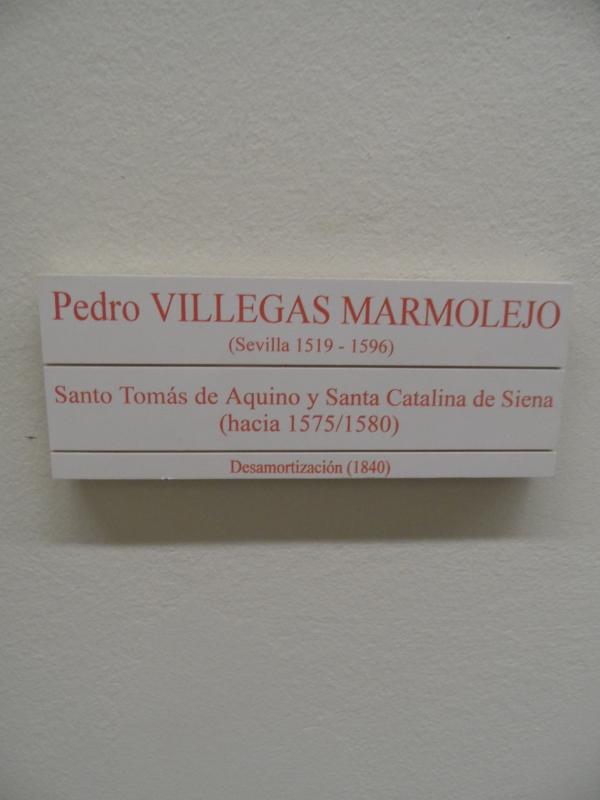 Pedro VILLEGAS MARMOLEJO
(Sevilla 1519 - 1596)
Santo Tomás de Aquino y Santa Catalina de Siena
(hacia 1575/1580)
Desamortización (1840)